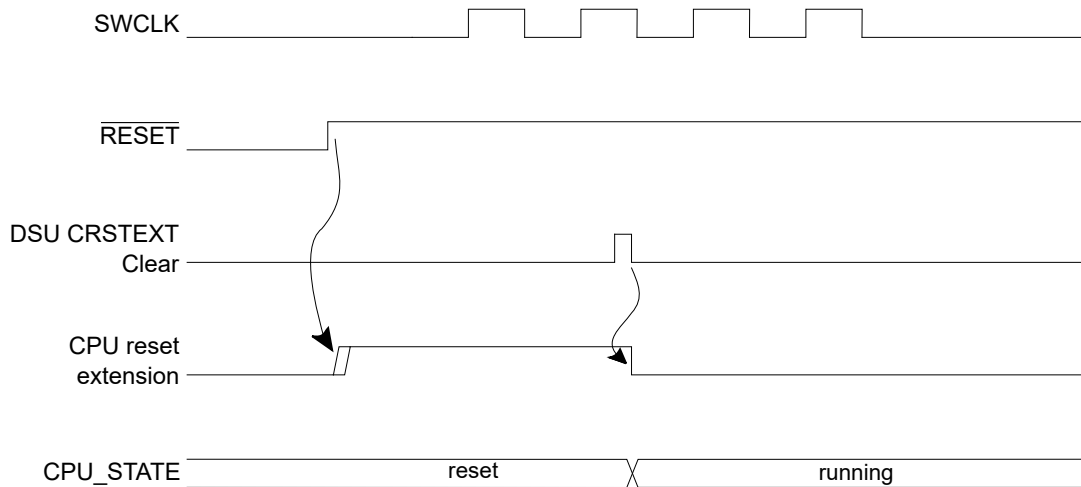 SWCLK
RESET
DSU CRSTEXT
Clear
CPU reset
extension
CPU_STATE
reset
running